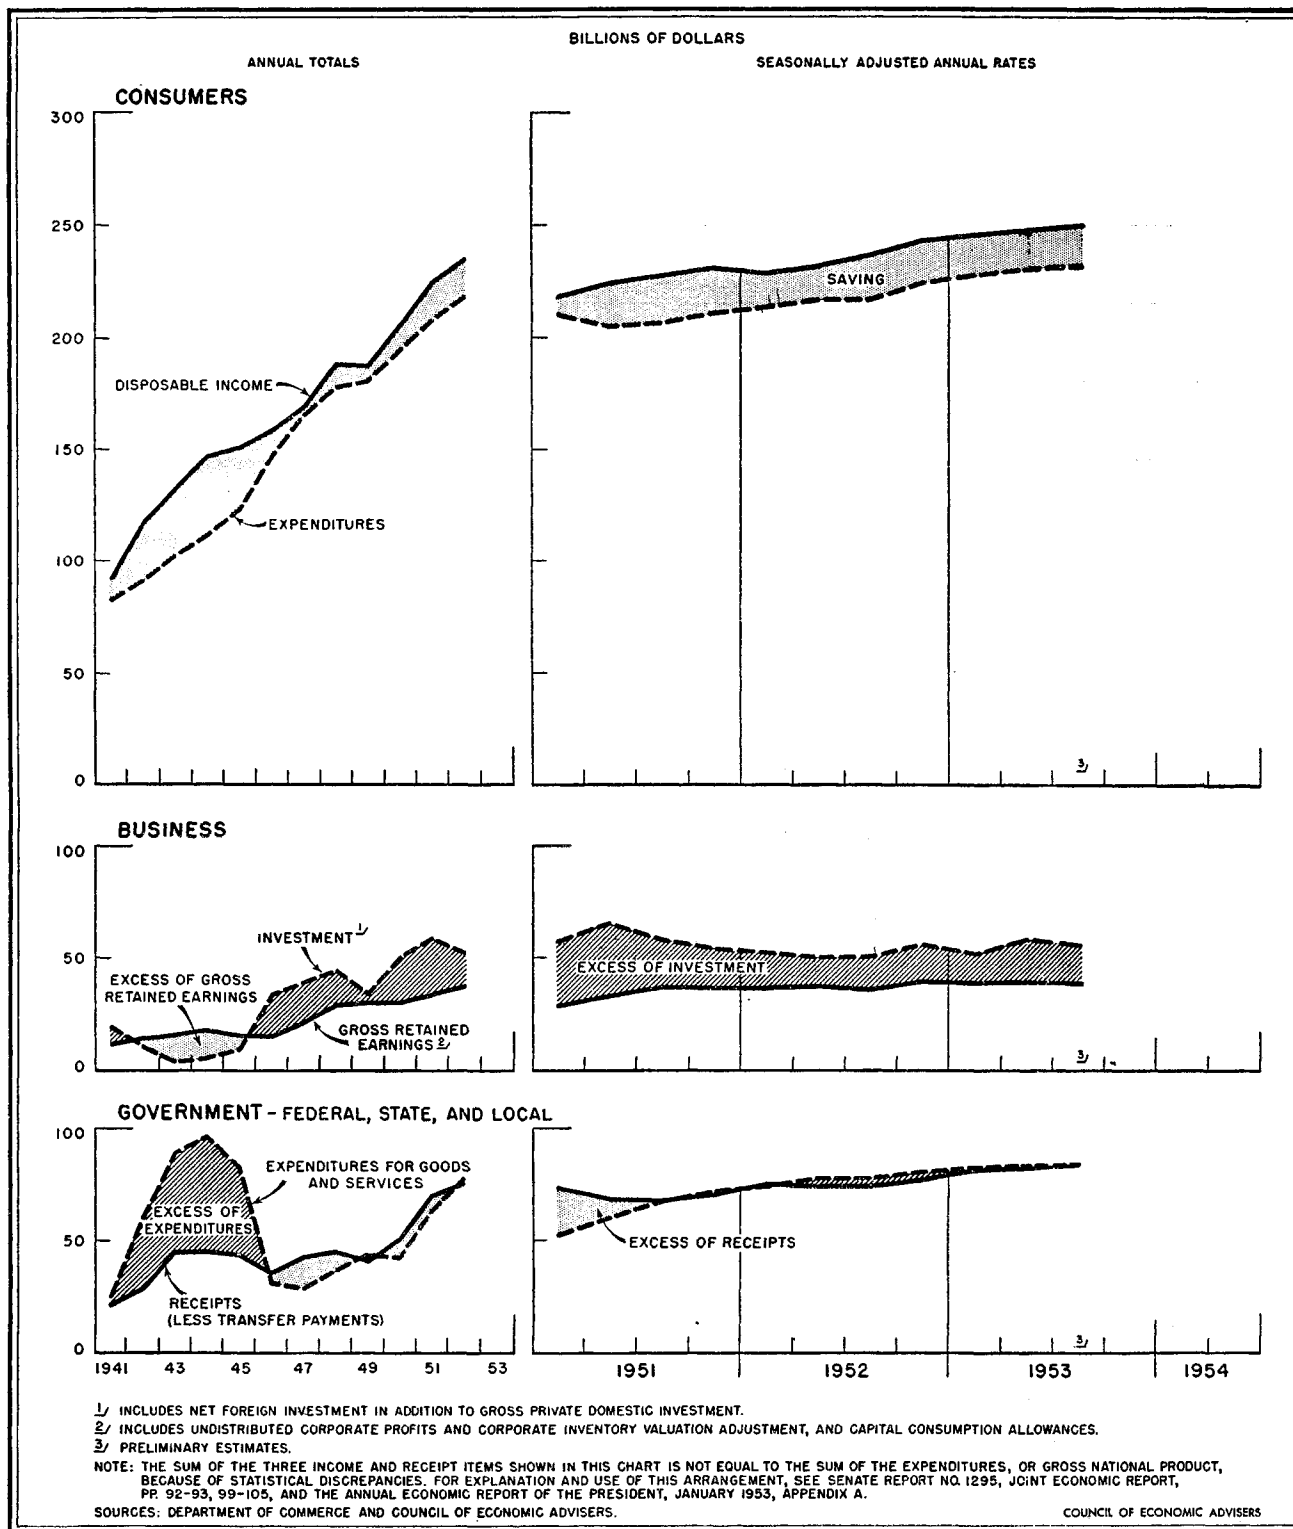 BILLIONS OF DOLLARS
ANNUAL TOTALS
SEASONALLY ADJUSTED ANNUAL RATES
CONSUMERS
300
250
200
150
100
50
0
DISPOSABLE INCOME
EXPENDITURES
SAVING
3/
BUSINESS
100
50
0
INVESTMENT 1/
EXCESS OF GROSS
RETAINED EARNINGS
GROSS RETAINED
EARNINGS 2/
EXCESS OF INVESTMENT
3/
GOVERNMENT - FEDERAL, STATE, AND LOCAL
100
50
0
EXPENDITURES FOR GOODS
AND SERVICES
EXCESS OF
EXPENDITURES
RECEIPTS
(LESS TRANSFER PAYMENTS)
EXCESS OF RECEIPTS
3/
1941 43 45 47 49 51 53
1951 1952 1953 1954
1/ INCLUDES NET FOREIGN INVESTMENT IN ADDITION TO GROSS PRIVATE DOMESTIC INVESTMENT.
2/ INCLUDES UNDISTRIBUTED CORPORATE PROFITS AND CORPORATE INVENTORY VALUATION ADJUSTMENT, AND CAPITAL CONSUMPTION ALLOWANCES.
3/ PRELIMINARY ESTIMATES.
NOTE: THE SUM OF THE THREE INCOME AND RECEIPT ITEMS SHOWN IN THIS CHART IS NOT EQUAL TO THE SUM OF THE EXPENDITURES, OR GROSS NATIONAL PRODUCT,
BECAUSE OF STATISTICAL DISCREPANCIES. FOR EXPLANATION AND USE OF THIS ARRANGEMENT, SEE SENATE REPORT NO. 1295, JOINT ECONOMIC REPORT,
PP. 92-93, 99-105, AND THE ANNUAL ECONOMIC REPORT OF THE PRESIDENT, JANUARY 1953, APPENDIX A.
SOURCES: DEPARTMENT OF COMMERCE AND COUNCIL OF ECONOMIC ADVISERS.
COUNCIL OF ECONOMIC ADVISERS